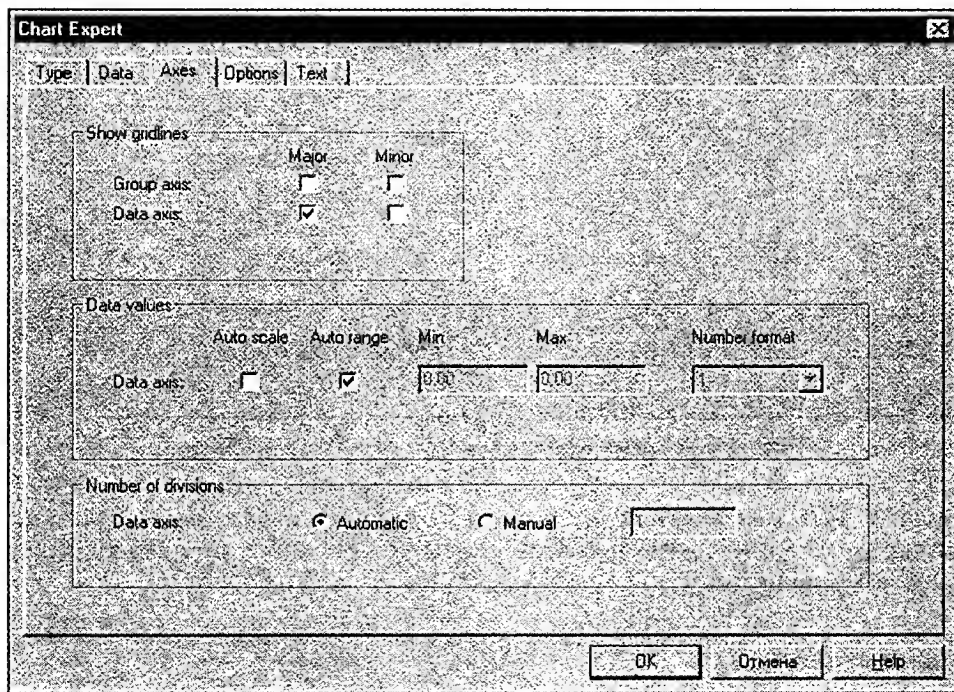 Chart Expert
Type Data Axes Options Text
Show gridlines
Major Minor
Group axis:
Data axis:
Data values
Auto scale Auto range Min Max Number format
Data axis: 0.00 0.00 1
Number of divisions
Data axis: Automatic Manual 1
OK Отмена Help